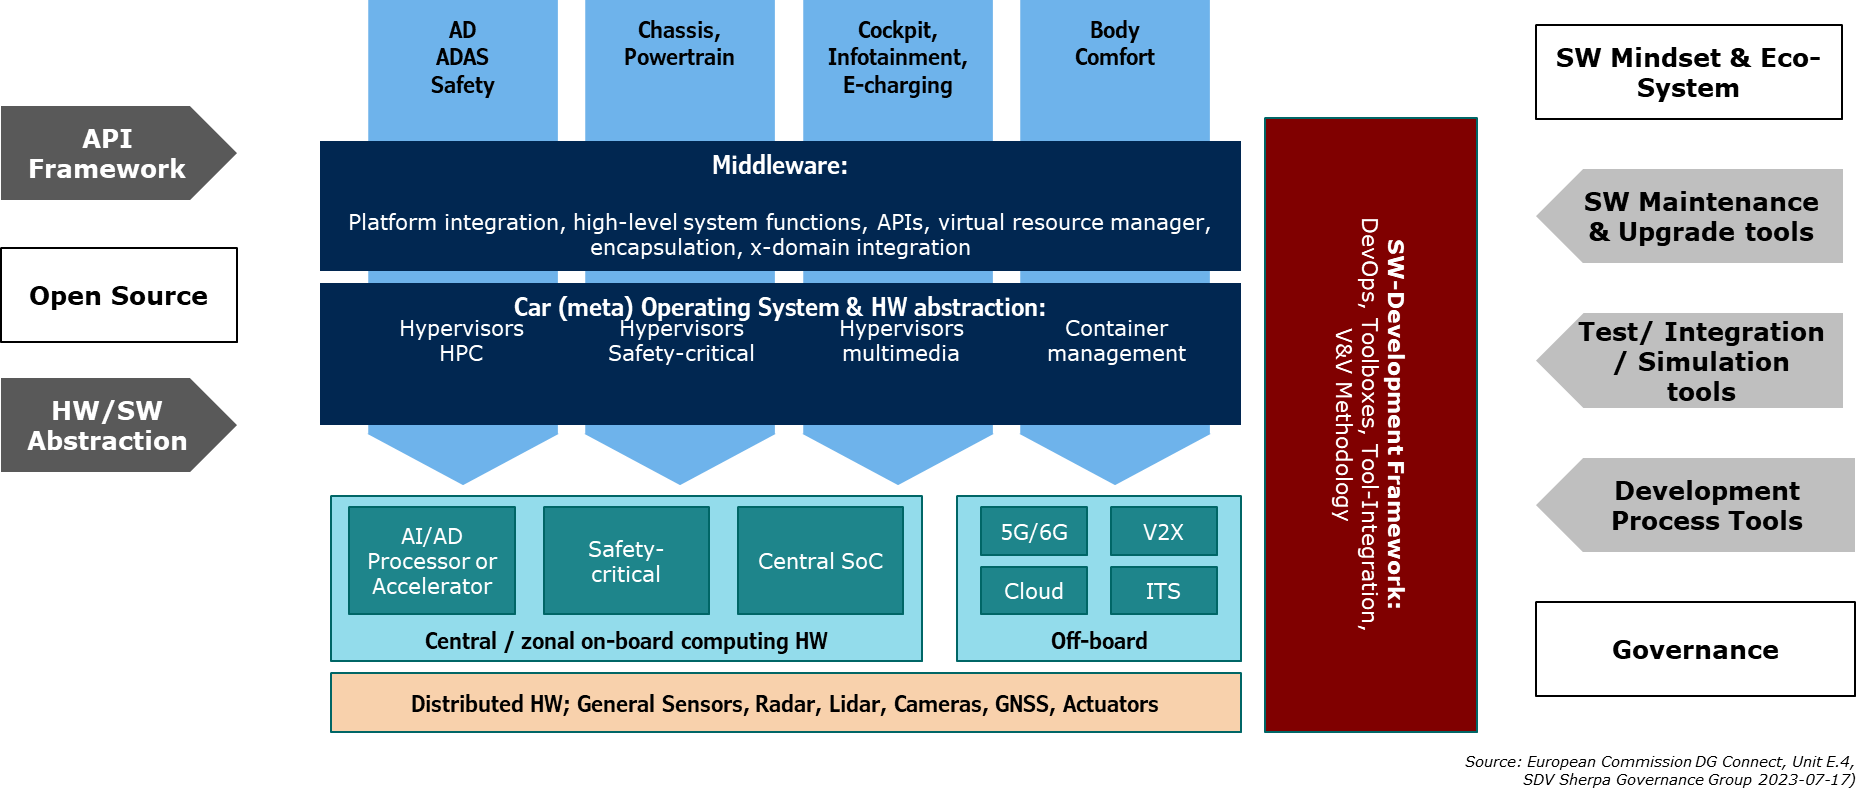 AD
ADAS
Safety
Chassis,
Powertrain
Cockpit,
Infotainment,
E-charging
Body
Comfort
API
Framework
Open Source
HW/SW
Abstraction
Middleware:
Platform integration, high-level system functions, APIs, virtual resource manager,
encapsulation, x-domain integration
Car (meta) Operating System & HW abstraction:
Hypervisors
HPC
Hypervisors
Safety-critical
Hypervisors
multimedia
Container
management
AI/AD
Processor or
Accelerator
Safety-
critical
Central SoC
Central / zonal on-board computing HW
5G/6G
V2X
Cloud
ITS
Off-board
Distributed HW; General Sensors, Radar, Lidar, Cameras, GNSS, Actuators
SW-Development Framework:
DevOps, Toolboxes, Tool-Integration,
V&V Methodology
SW Mindset & Eco-
System
SW Maintenance
& Upgrade tools
Test/ Integration
/ Simulation
tools
Development
Process Tools
Governance
Source: European Commission DG Connect, Unit E.4,
SDV Sherpa Governance Group 2023-07-17)